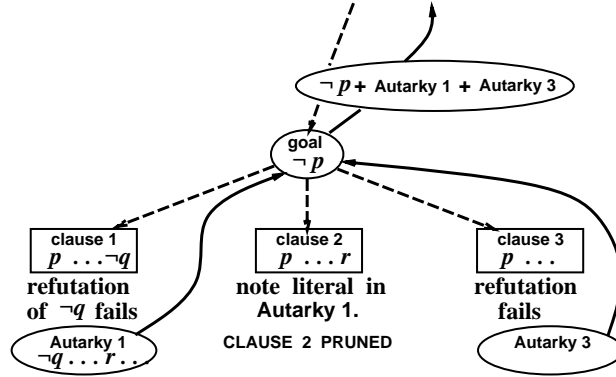 ¬ p + Autarky 1 + Autarky 3
goal
¬ p
clause 1
p ...¬q
refutation
of ¬q fails
clause 2
p ...r
note literal in
Autarky 1.
CLAUSE 2 PRUNED
clause 3
p ...
refutation
fails
Autarky 1
¬q ... r ...
Autarky 3